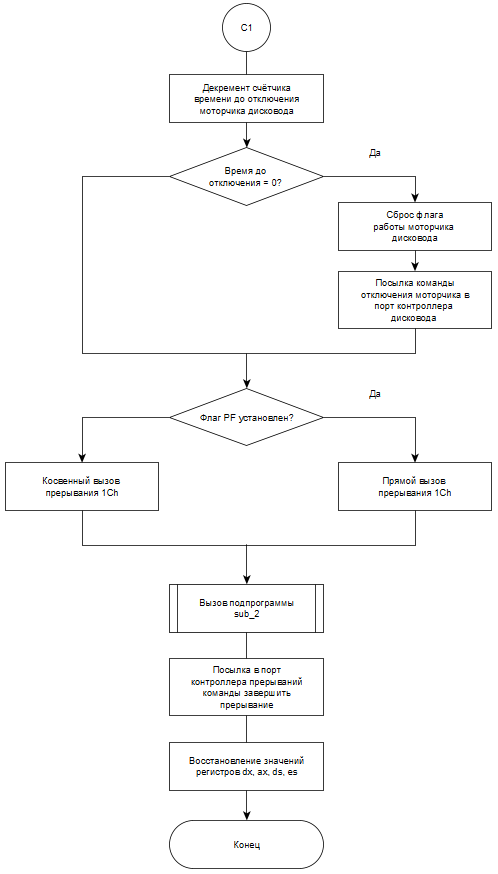 C1
Декремент счётчика
времени до отключения
моторчика дисковода
Время до
отключения = 0?
Да
Сброс флага
работы моторчика
дисковода
Посылка команды
отключения моторчика в
порт контроллера
дисковода
Флаг PF установлен?
Да
Косвенный вызов
прерывания 1Ch
Прямой вызов
прерывания 1Ch
Вызов подпрограммы
sub_2
Посылка в порт
контроллера прерываний
команды завершить
прерывание
Восстановление значений
регистров dx, ax, ds, es
Конец